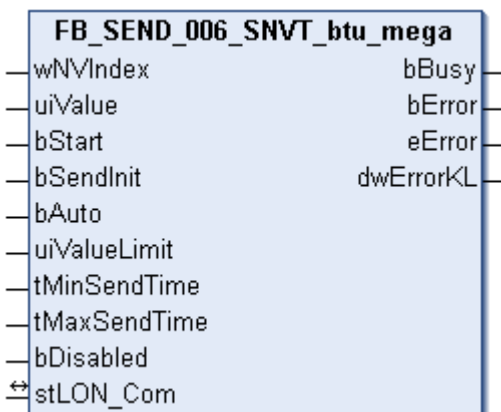 FB_SEND_006_SNVT_btu_mega
wNVIndex bBusy
uiValue bError
bStart eError
bSendInit dwErrorKL
bAuto
uiValueLimit
tMinSendTime
tMaxSendTime
bDisabled
stLON_Com